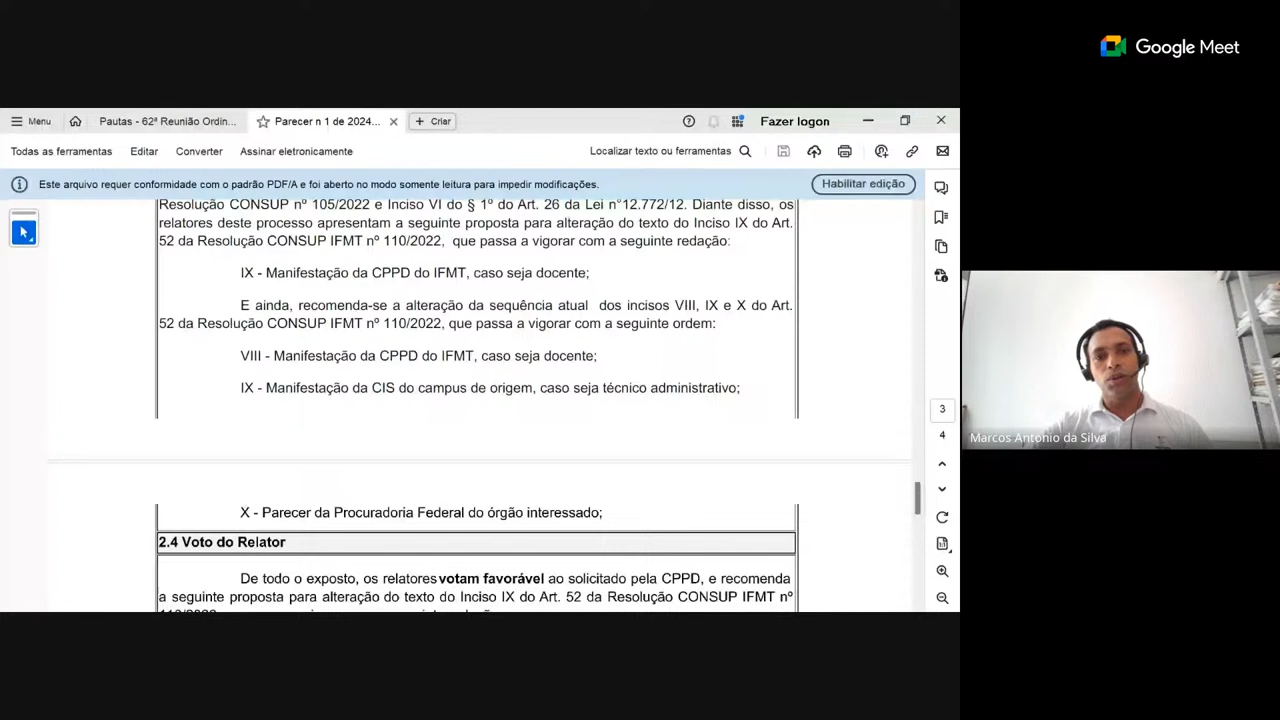 Google Meet
Menu
Pautas - 62ª Reunião Ordin...
Parecer n 1 de 2024...
Criar
Fazer logon
Todas as ferramentas
Editar
Converter
Assinar eletronicamente
Localizar texto ou ferramentas
Este arquivo requer conformidade com o padrão PDF/A e foi aberto no modo somente leitura para impedir modificações.
Habilitar edição
Resolução CONSUP nº 105/2022 e Inciso VI do § 1º do Art. 26 da Lei n°12.772/12. Diante disso, os
relatores deste processo apresentam a seguinte proposta para alteração do texto do Inciso IX do Art.
52 da Resolução CONSUP IFMT nº 110/2022, que passa a vigorar com a seguinte redação:
IX - Manifestação da CPPD do IFMT, caso seja docente;
E ainda, recomenda-se a alteração da sequência atual dos incisos VIII, IX e X do Art.
52 da Resolução CONSUP IFMT nº 110/2022, que passa a vigorar com a seguinte ordem:
VIII - Manifestação da CPPD do IFMT, caso seja docente;
IX - Manifestação da CIS do campus de origem, caso seja técnico administrativo;
3
4
X - Parecer da Procuradoria Federal do órgão interessado;
2.4 Voto do Relator
De todo o exposto, os relatores votam favorável ao solicitado pela CPPD, e recomenda
a seguinte proposta para alteração do texto do Inciso IX do Art. 52 da Resolução CONSUP IFMT nº
Marcos Antonio da Silva